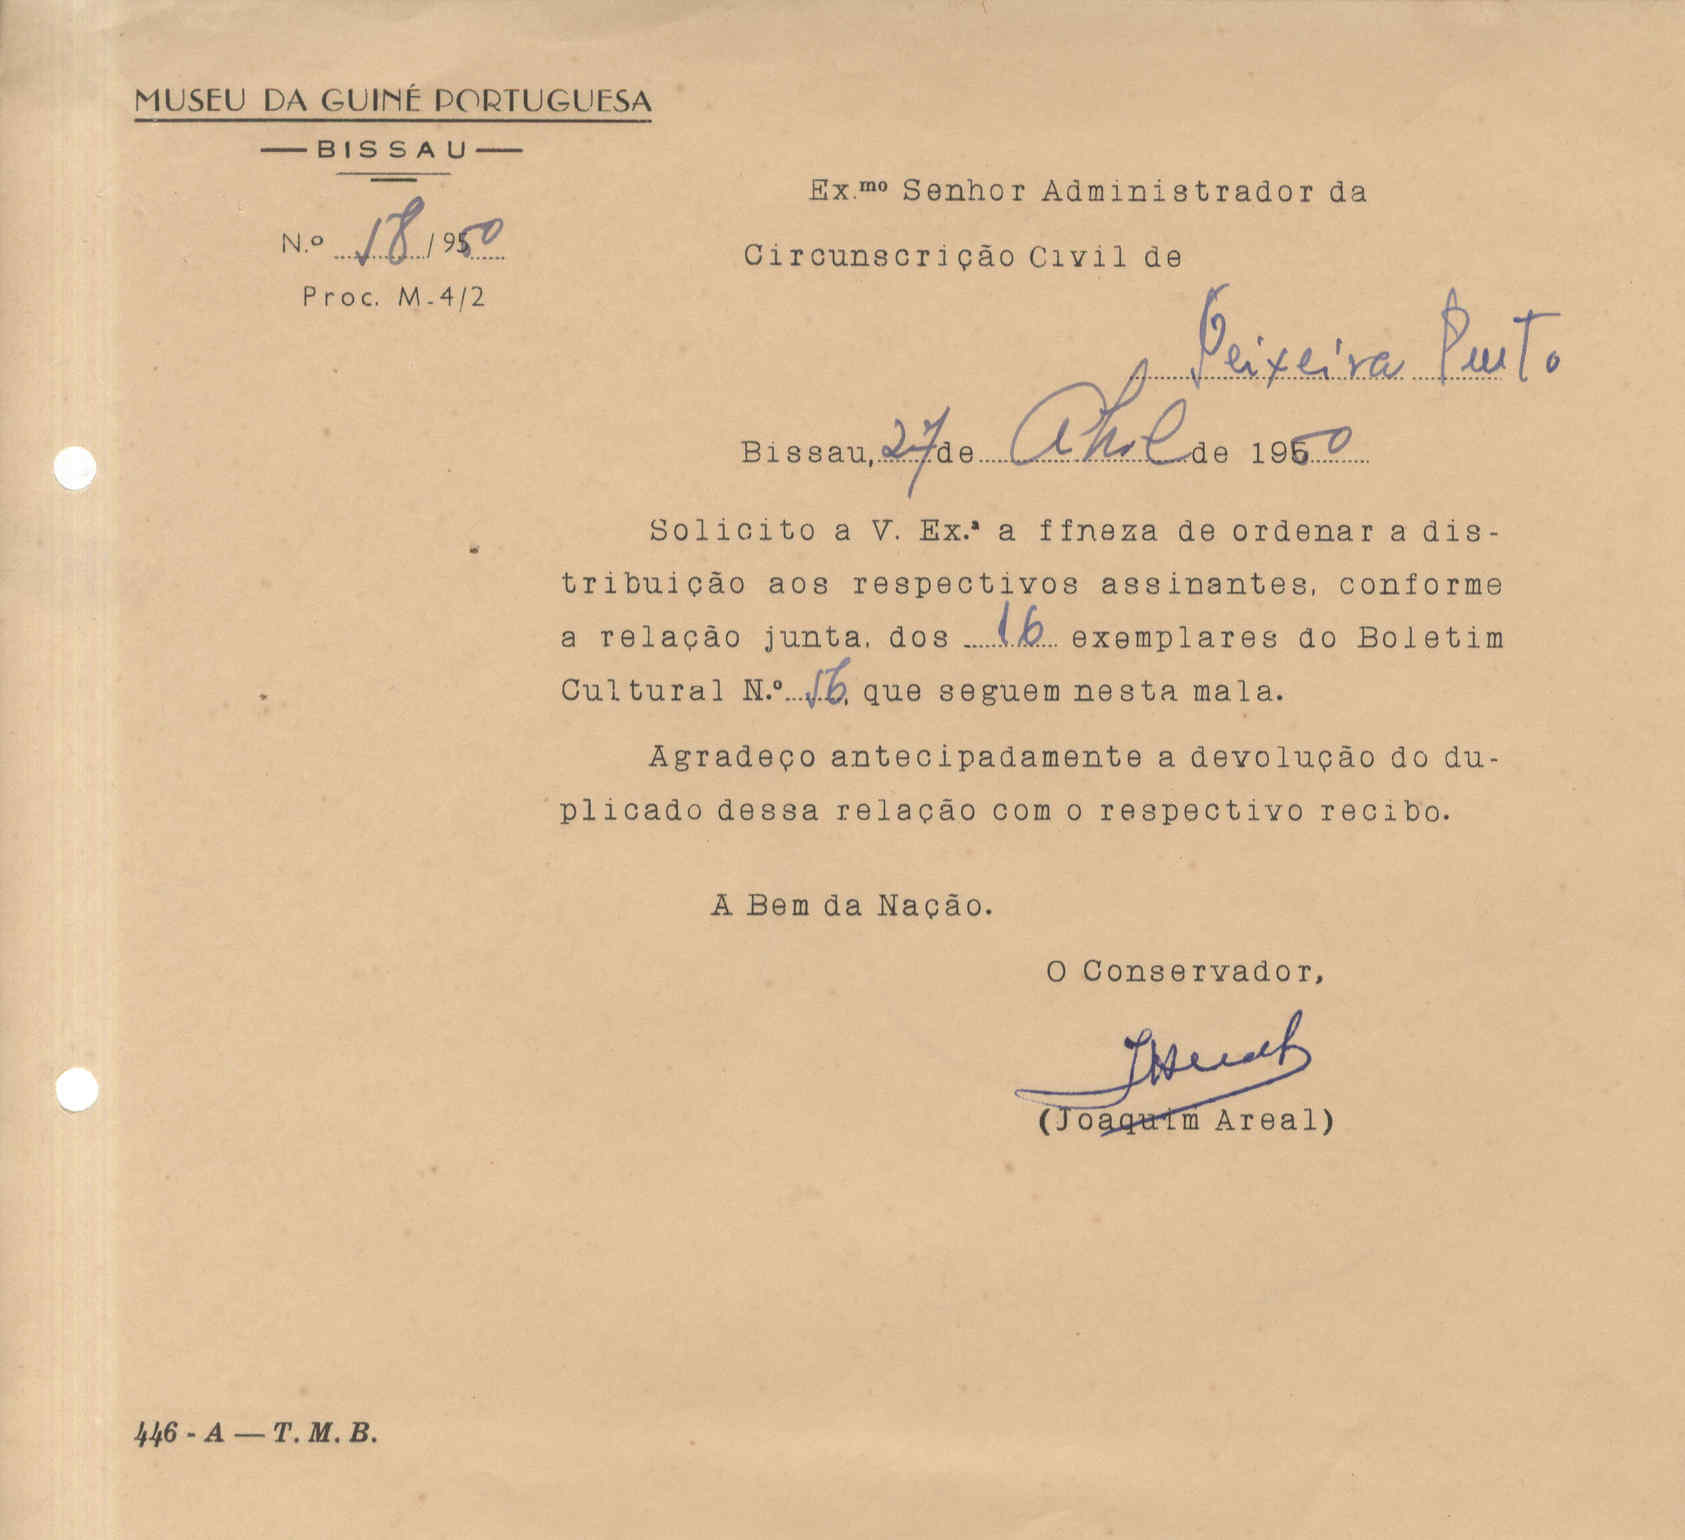 MUSEU DA GUINÉ PORTUGUESA
BISSAU
N.º 18/950
Proc. M-4/2
Ex.mo Senhor Administrador da
Circunscrição Civil de
Teixeira Pinto
Bissau, 27 de Abril de 1950
Solicito a V. Ex.ª a ffneza de ordenar a dis-
tribuição aos respectivos assinantes, conforme
a relação junta, dos 16 exemplares do Boletim
Cultural N.º 16, que seguem nesta mala.
Agradeço antecipadamente a devolução do du-
plicado dessa relação com o respectivo recibo.
A Bem da Nação.
O Conservador,
(Joaquim Areal)
446 - A — T. M. B.